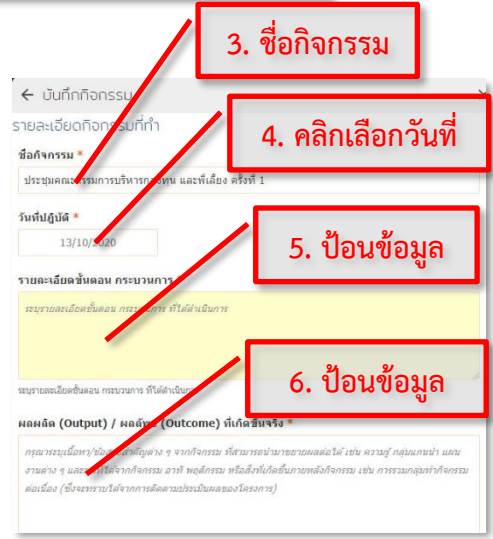 3. ชื่อกิจกรรม
← บันทึกกิจกรรม
รายละเอียดกิจกรรมที่ทำ
4. คลิกเลือกวันที่
ชื่อกิจกรรม *
ประชุมคณะกรรมการบริหารกองทุน และพี่เลี้ยง ครั้งที่ 1
วันที่ปฏิบัติ *
13/10/2020
5. ป้อนข้อมูล
รายละเอียดขั้นตอน กระบวนการ
ระบุรายละเอียดขั้นตอน กระบวนการ ที่ได้ดำเนินการ
6. ป้อนข้อมูล
ระบุรายละเอียดขั้นตอน กระบวนการ ที่ได้ดำเนินการ
ผลผลิต (Output) / ผลลัพธ์ (Outcome) ที่เกิดขึ้นจริง *
กรุณาระบุเนื้อหา/ข้อสรุปสำคัญต่าง ๆ จากกิจกรรม ที่สามารถนำมาขยายผลต่อได้ เช่น ความรู้ กลุ่มแกนนำ แผน
งานต่าง ๆ และผลที่ได้จากกิจกรรม อาทิ พฤติกรรม หรือสิ่งที่เกิดขึ้นภายหลังกิจกรรม เช่น การรวมกลุ่มทำกิจกรรม
ต่อเนื่อง (ซึ่งจะทราบได้จากการติดตามประเมินผลของโครงการ)